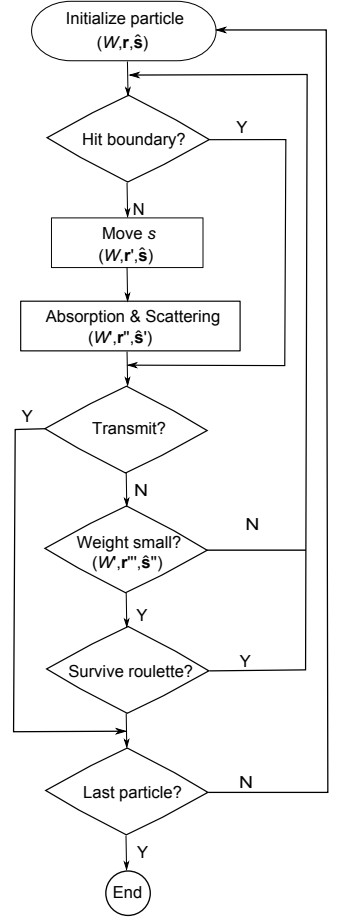 Initialize particle
(W,r,ŝ)
Hit boundary?
Y
N
Move s
(W,r',ŝ)
Absorption & Scattering
(W',r'',ŝ')
Y
Transmit?
N
Weight small?
(W',r''',ŝ'')
N
Y
Survive roulette?
Y
Last particle?
N
Y
End